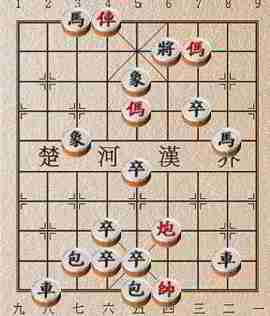 1 2 3 4 5 6 7 8 9
馬 俥
將 傌
象
傌 卒
象 楚 河 漢 界 馬
卒
卒 炮
包 卒 卒 車
車 包 帥
九 八 七 六 五 四 三 二 一